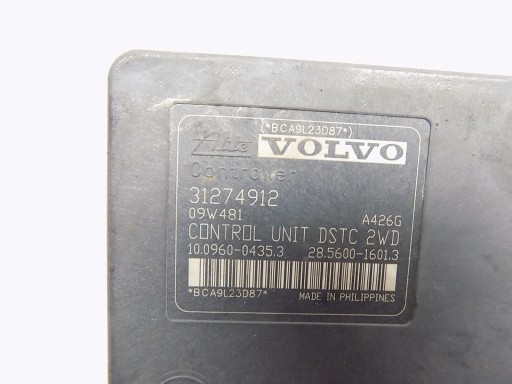 (*BCA9L23D87*)
Ate VOLVO
Controller
31274912
09W481 A426G
CONTROL UNIT DSTC 2WD
10.0960-0435.3 28.5600-1601.3
*BCA9L23D87* MADE IN PHILIPPINES